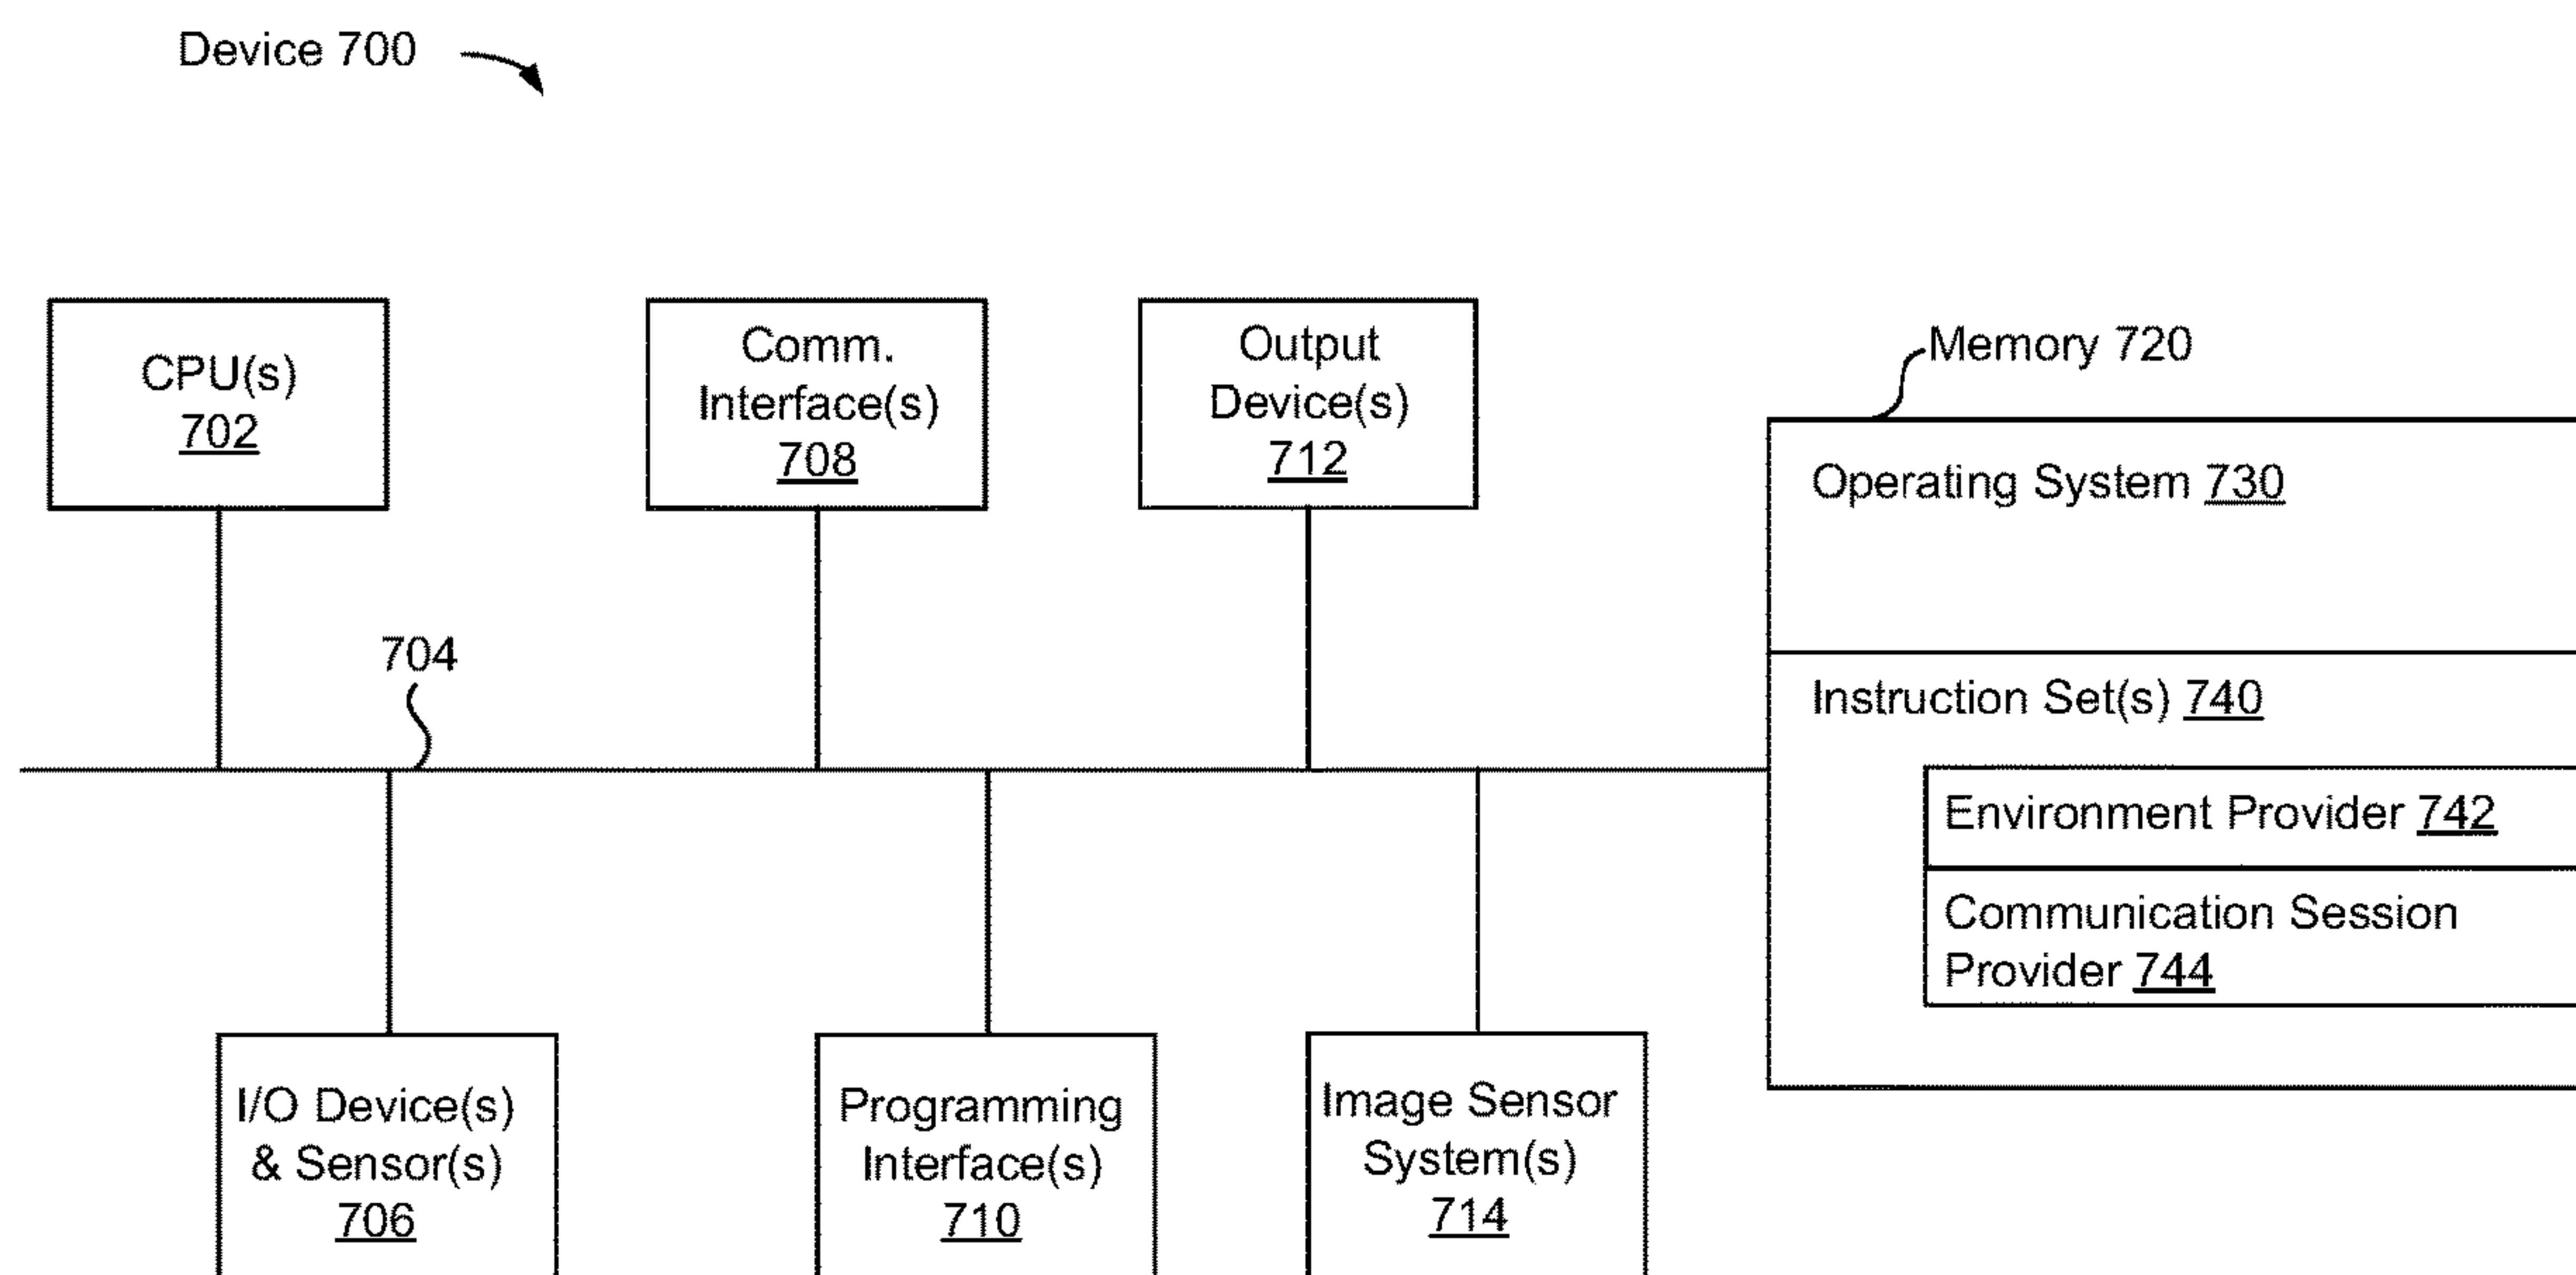 Device 700
CPU(s)
702
Comm.
Interface(s)
708
Output
Device(s)
712
Memory 720
Operating System 730
704
Instruction Set(s) 740
Environment Provider 742
Communication Session
Provider 744
I/O Device(s)
& Sensor(s)
706
Programming
Interface(s)
710
Image Sensor
System(s)
714